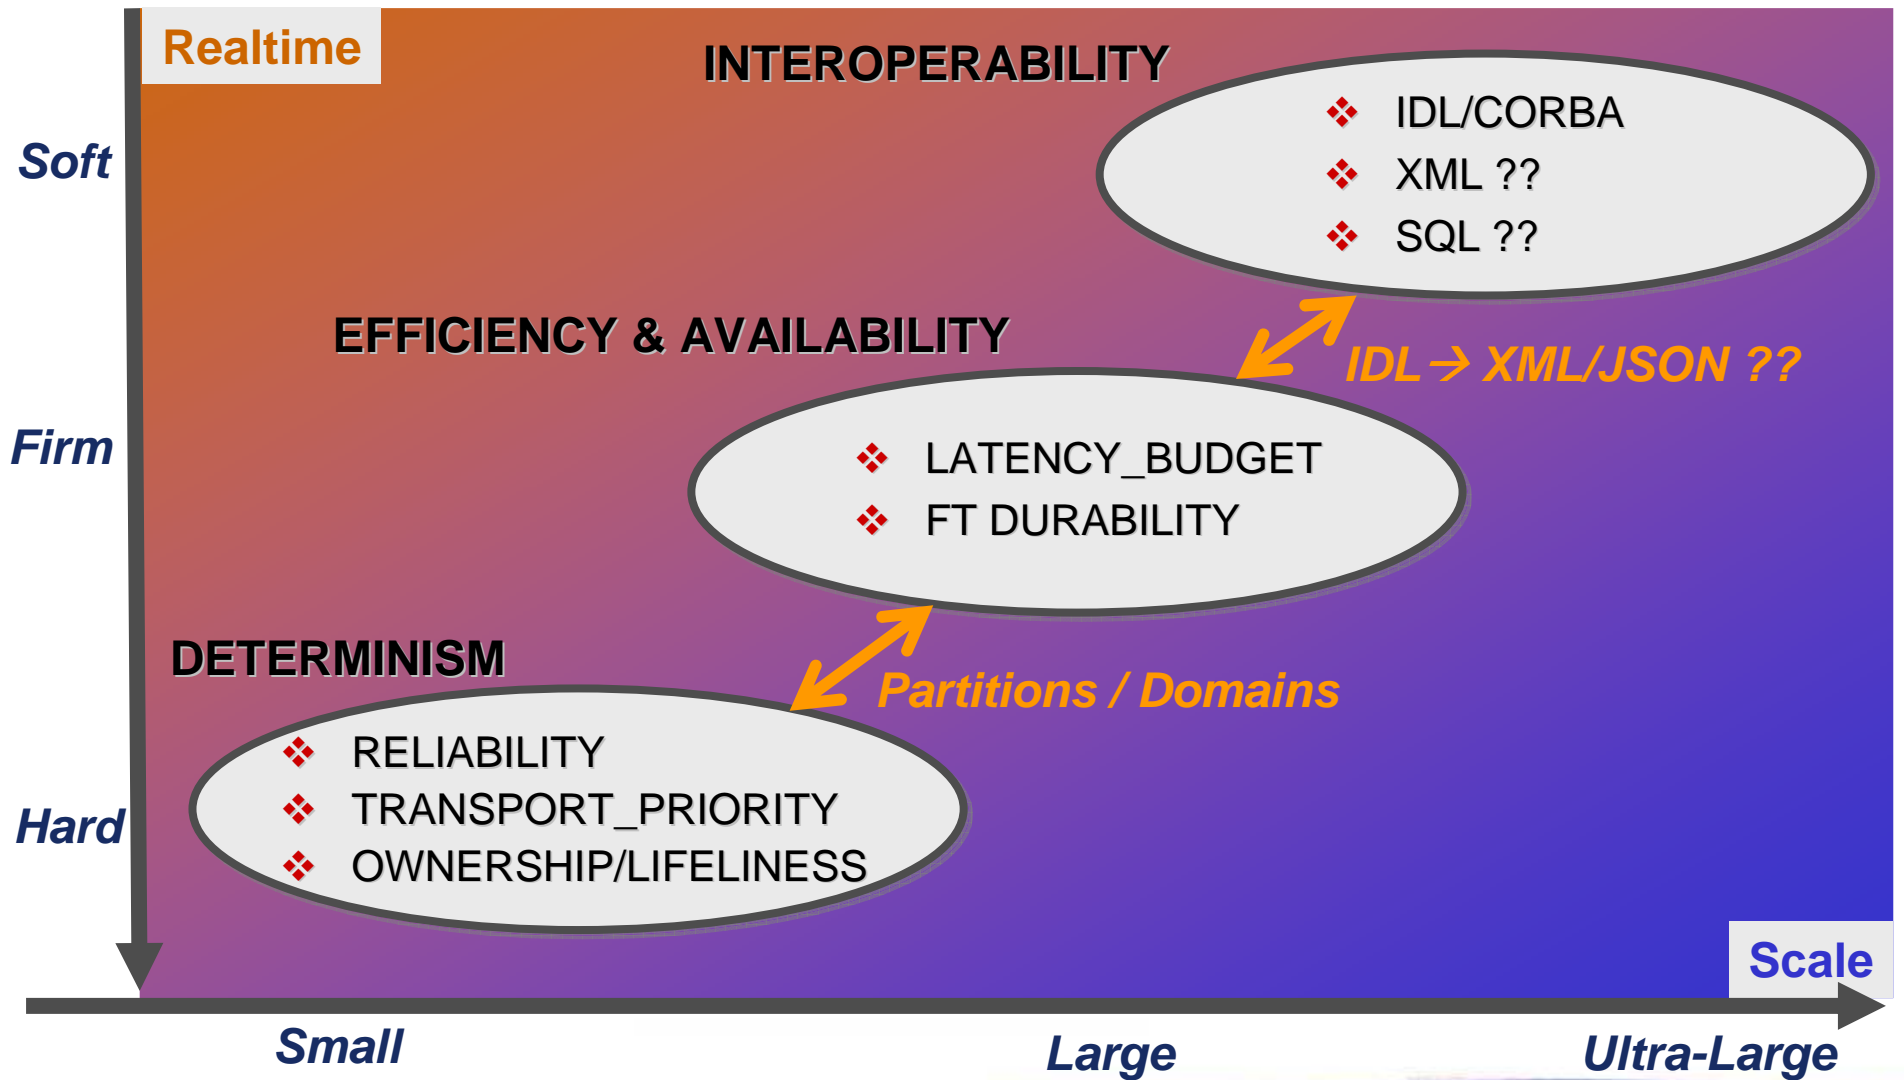 Realtime
INTEROPERABILITY
IDL/CORBA
XML ??
SQL ??
Soft
EFFICIENCY & AVAILABILITY
IDL→ XML/JSON ??
Firm
LATENCY_BUDGET
FT DURABILITY
DETERMINISM
Partitions / Domains
RELIABILITY
TRANSPORT_PRIORITY
OWNERSHIP/LIFELINESS
Hard
Scale
Small
Large
Ultra-Large